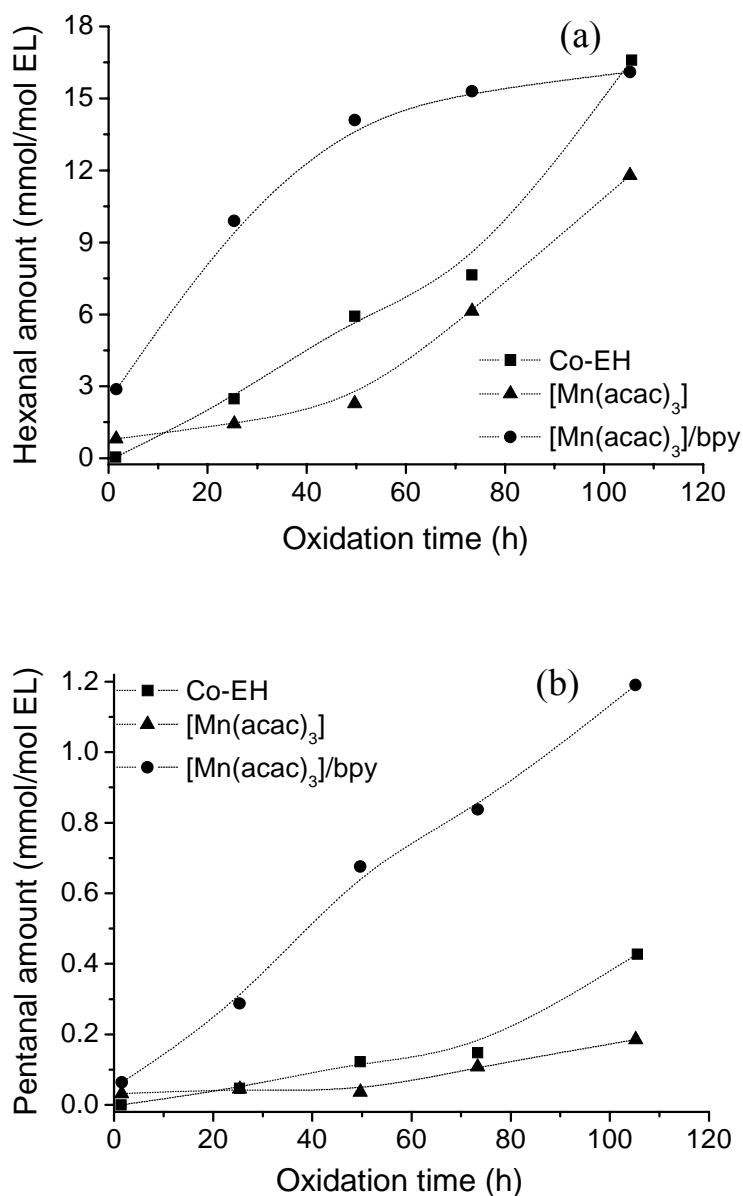 (a)
Hexanal amount (mmol/mol EL)
18
15
12
9
6
3
0
Co-EH
[Mn(acac)₃]
[Mn(acac)₃]/bpy
0 20 40 60 80 100 120
Oxidation time (h)
(b)
Pentanal amount (mmol/mol EL)
1.2
1.0
0.8
0.6
0.4
0.2
0.0
Co-EH
[Mn(acac)₃]
[Mn(acac)₃]/bpy
0 20 40 60 80 100 120
Oxidation time (h)